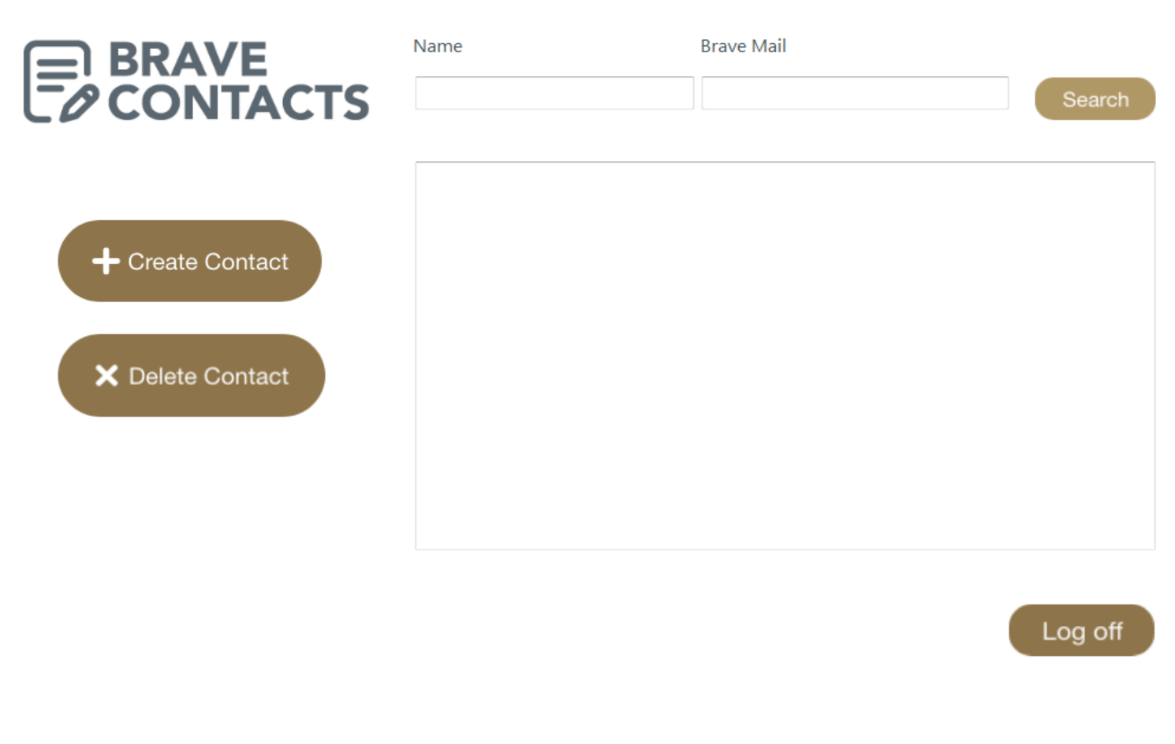 BRAVE
CONTACTS
Name
Brave Mail
Search
Create Contact
Delete Contact
Log off